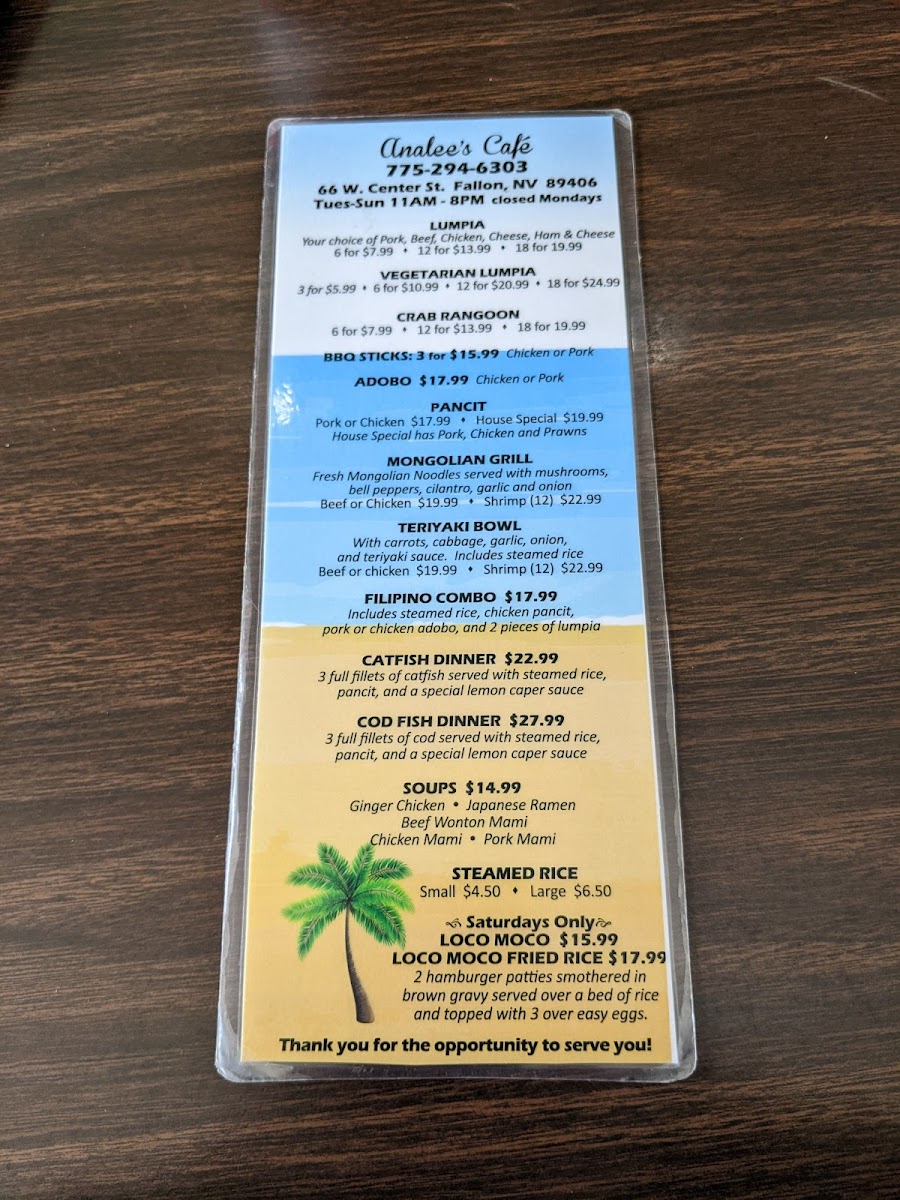 Analee's Café
775-294-6303
66 W. Center St. Fallon, NV 89406
Tues-Sun 11AM - 8PM closed Mondays
LUMPIA
Your choice of Pork, Beef, Chicken, Cheese, Ham & Cheese
6 for $7.99 • 12 for $13.99 • 18 for 19.99
VEGETARIAN LUMPIA
3 for $5.99 • 6 for $10.99 • 12 for $20.99 • 18 for $24.99
CRAB RANGOON
6 for $7.99 • 12 for $13.99 • 18 for 19.99
BBQ STICKS: 3 for $15.99 Chicken or Pork
ADOBO $17.99 Chicken or Pork
PANCIT
Pork or Chicken $17.99 • House Special $19.99
House Special has Pork, Chicken and Prawns
MONGOLIAN GRILL
Fresh Mongolian Noodles served with mushrooms,
bell peppers, cilantro, garlic and onion
Beef or Chicken $19.99 • Shrimp (12) $22.99
TERIYAKI BOWL
With carrots, cabbage, garlic, onion,
and teriyaki sauce. Includes steamed rice
Beef or chicken $19.99 • Shrimp (12) $22.99
FILIPINO COMBO $17.99
Includes steamed rice, chicken pancit,
pork or chicken adobo, and 2 pieces of lumpia
CATFISH DINNER $22.99
3 full fillets of catfish served with steamed rice,
pancit, and a special lemon caper sauce
COD FISH DINNER $27.99
3 full fillets of cod served with steamed rice,
pancit, and a special lemon caper sauce
SOUPS $14.99
Ginger Chicken • Japanese Ramen
Beef Wonton Mami
Chicken Mami • Pork Mami
STEAMED RICE
Small $4.50 • Large $6.50
Saturdays Only
LOCO MOCO $15.99
LOCO MOCO FRIED RICE $17.99
2 hamburger patties smothered in
brown gravy served over a bed of rice
and topped with 3 over easy eggs.
Thank you for the opportunity to serve you!